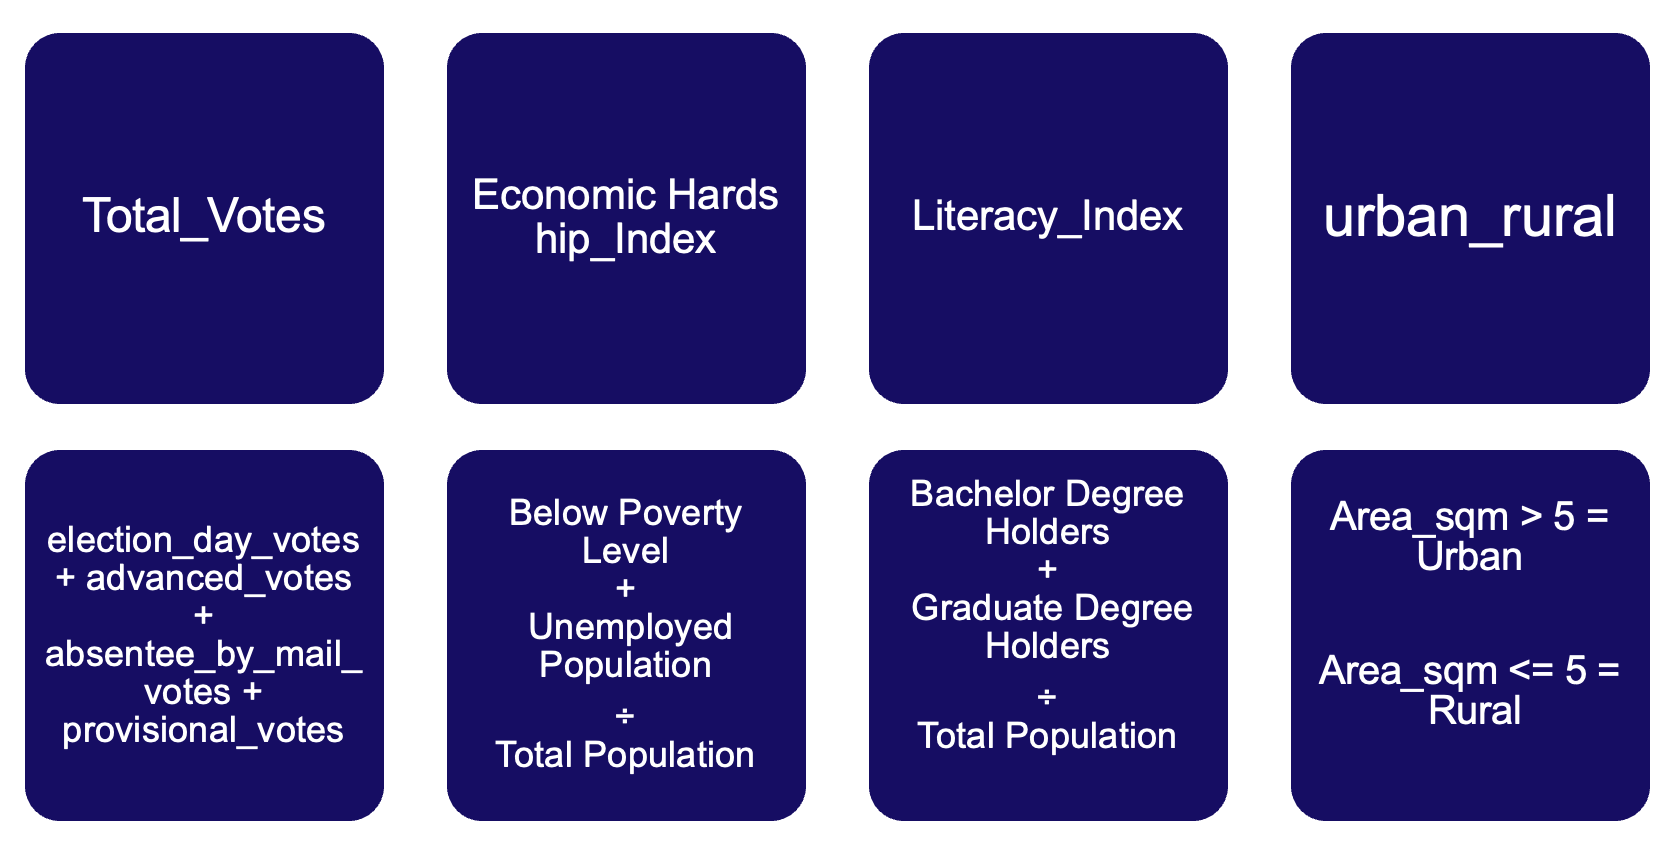 Total_Votes
Economic Hards
hip_Index
Literacy_Index
urban_rural
election_day_votes
+ advanced_votes
+
absentee_by_mail_
votes +
provisional_votes
Below Poverty
Level
+
Unemployed
Population
÷
Total Population
Bachelor Degree
Holders
+
Graduate Degree
Holders
÷
Total Population
Area_sqm > 5 =
Urban
Area_sqm <= 5 =
Rural